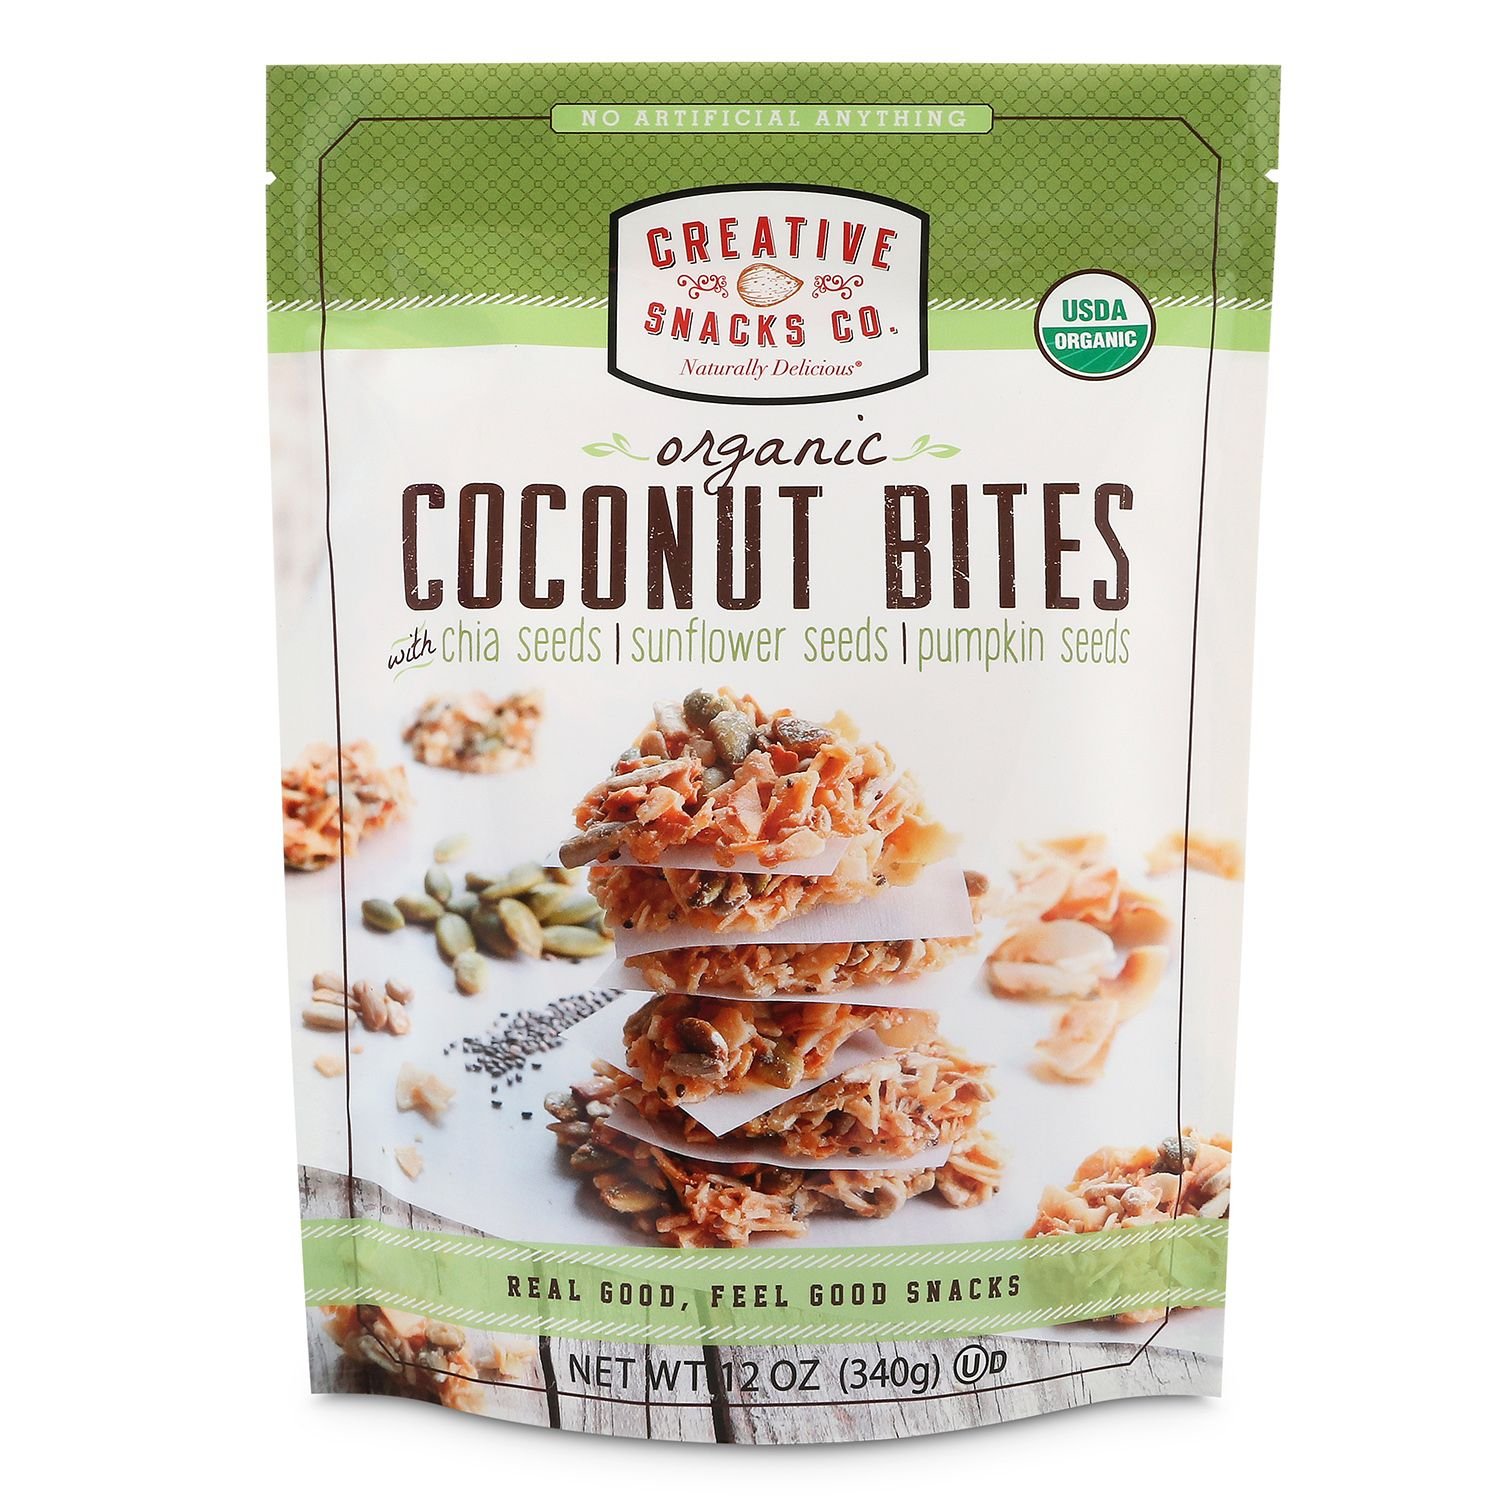 NO ARTIFICIAL ANYTHING
CREATIVE
SNACKS CO.
Naturally Delicious®
USDA
ORGANIC
organic
COCONUT BITES
with chia seeds | sunflower seeds | pumpkin seeds
REAL GOOD, FEEL GOOD SNACKS
NET WT 12 OZ (340g) U D